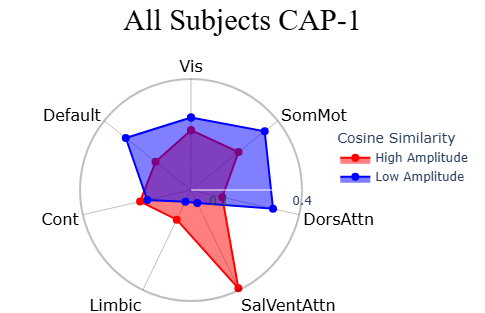 All Subjects CAP-1
Vis
Default
SomMot
Cosine Similarity
High Amplitude
Low Amplitude
0.4
Cont
DorsAttn
Limbic
SalVentAttn